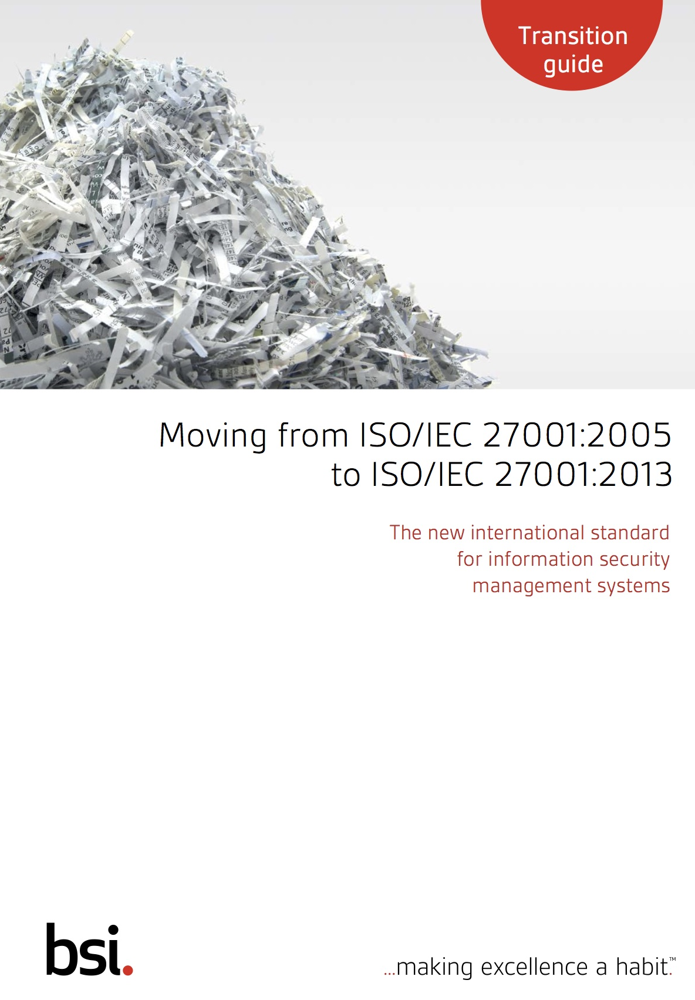 Transition
guide
Moving from ISO/IEC 27001:2005
to ISO/IEC 27001:2013
The new international standard
for information security
management systems
bsi.
...making excellence a habit.™